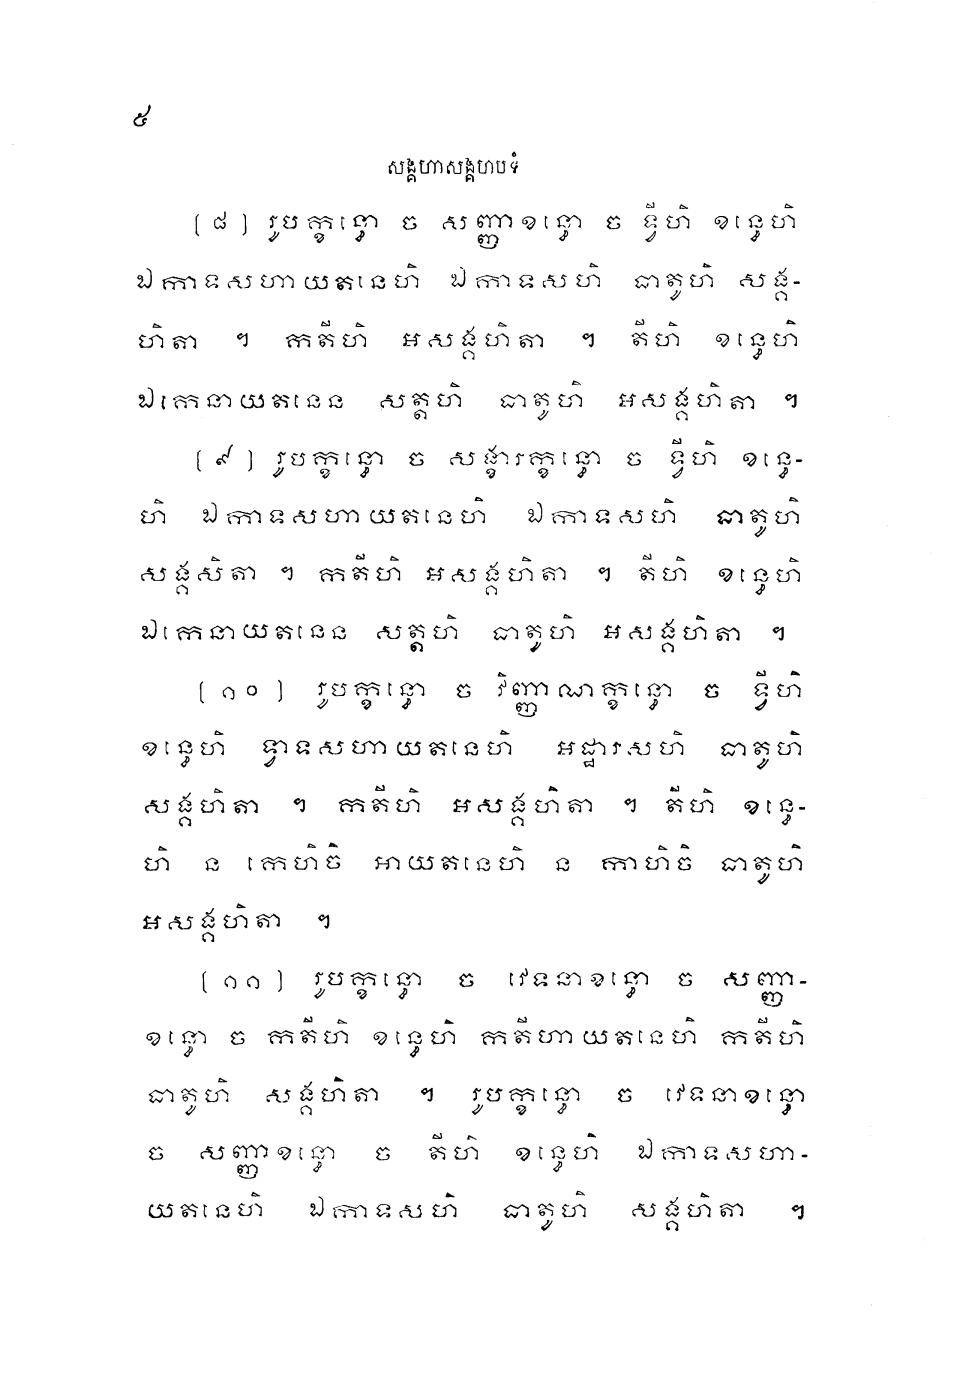 ៥
សង្គហាសង្គហបទំ
(៨) រូបក្ខន្ធោ ច សញ្ញាខន្ធោ ច ទ្វីហិ ខន្ធេហិ
ឯកាទសហាយតនេហិ ឯកាទសហិ ធាតូហិ សង្គ-
ហិតា ។ កតីហិ អសង្គហិតា ។ តីហិ ខន្ធេហិ
ឯកេនាយតនេន សត្តហិ ធាតូហិ អសង្គហិតា ។
(៩) រូបក្ខន្ធោ ច សង្ខារក្ខន្ធោ ច ទ្វីហិ ខន្ធេ-
ហិ ឯកាទសហាយតនេហិ ឯកាទសហិ ធាតូហិ
សង្គសិតា ។ កតីហិ អសង្គហិតា ។ តីហិ ខន្ធេហិ
ឯកេនាយតនេន សត្តហិ ធាតូហិ អសង្គហិតា ។
(១០) រូបក្ខន្ធោ ច វិញ្ញាណក្ខន្ធោ ច ទ្វីហិ
ខន្ធេហិ ទ្វាទសហាយតនេហិ អដ្ឋារសហិ ធាតូហិ
សង្គហិតា ។ កតីហិ អសង្គហិតា ។ តីហិ ខន្ធេ-
ហិ ន កេហិចិ អាយតនេហិ ន កាហិចិ ធាតូហិ
អសង្គហិតា ។
(១១) រូបក្ខន្ធោ ច វេទនាខន្ធោ ច សញ្ញា-
ខន្ធោ ច កតីហិ ខន្ធេហិ កតីហាយតនេហិ កតីហិ
ធាតូហិ សង្គហិតា ។ រូបក្ខន្ធោ ច វេទនាខន្ធោ
ច សញ្ញាខន្ធោ ច តីហិ ខន្ធេហិ ឯកាទសហា-
យតនេហិ ឯកាទសហិ ធាតូហិ សង្គហិតា ។